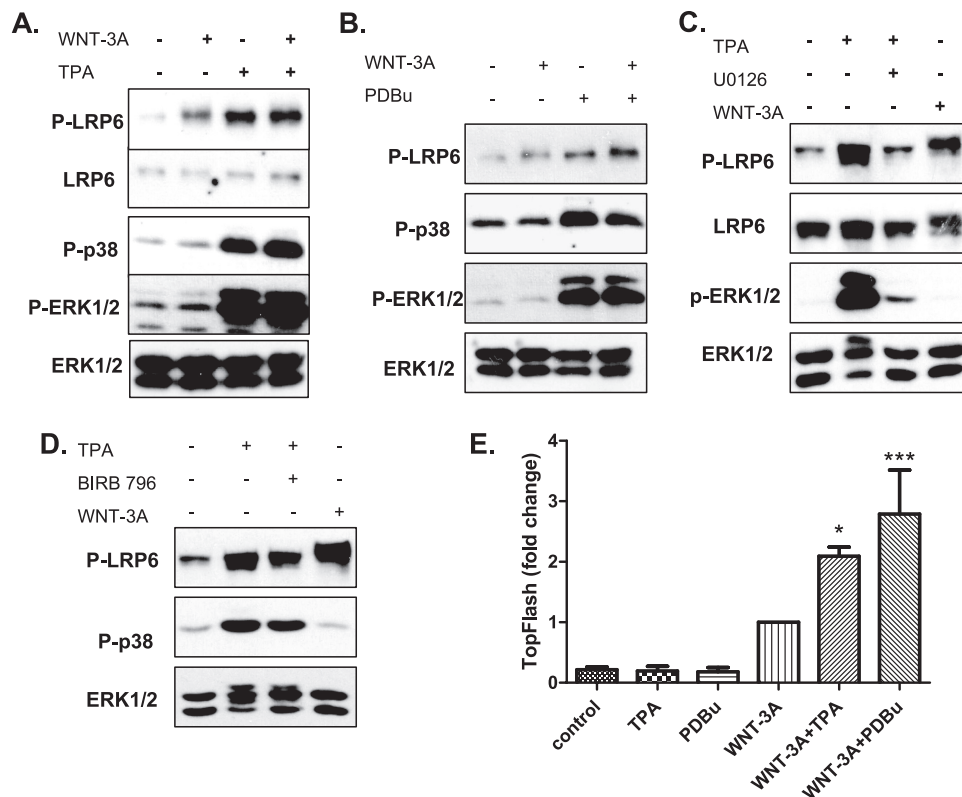 A.
WNT-3A - + - +
TPA - - + +
P-LRP6
LRP6
P-p38
P-ERK1/2
ERK1/2
B.
WNT-3A - + - +
PDBu - - + +
P-LRP6
P-p38
P-ERK1/2
ERK1/2
C.
TPA - + + -
U0126 - - + -
WNT-3A - - - +
P-LRP6
LRP6
p-ERK1/2
ERK1/2
D.
TPA - + + -
BIRB 796 - - + -
WNT-3A - - - +
P-LRP6
P-p38
ERK1/2
E.
TopFlash (fold change)
4
3
2
1
0
*
***
control
TPA
PDBu
WNT-3A
WNT-3A+TPA
WNT-3A+PDBu